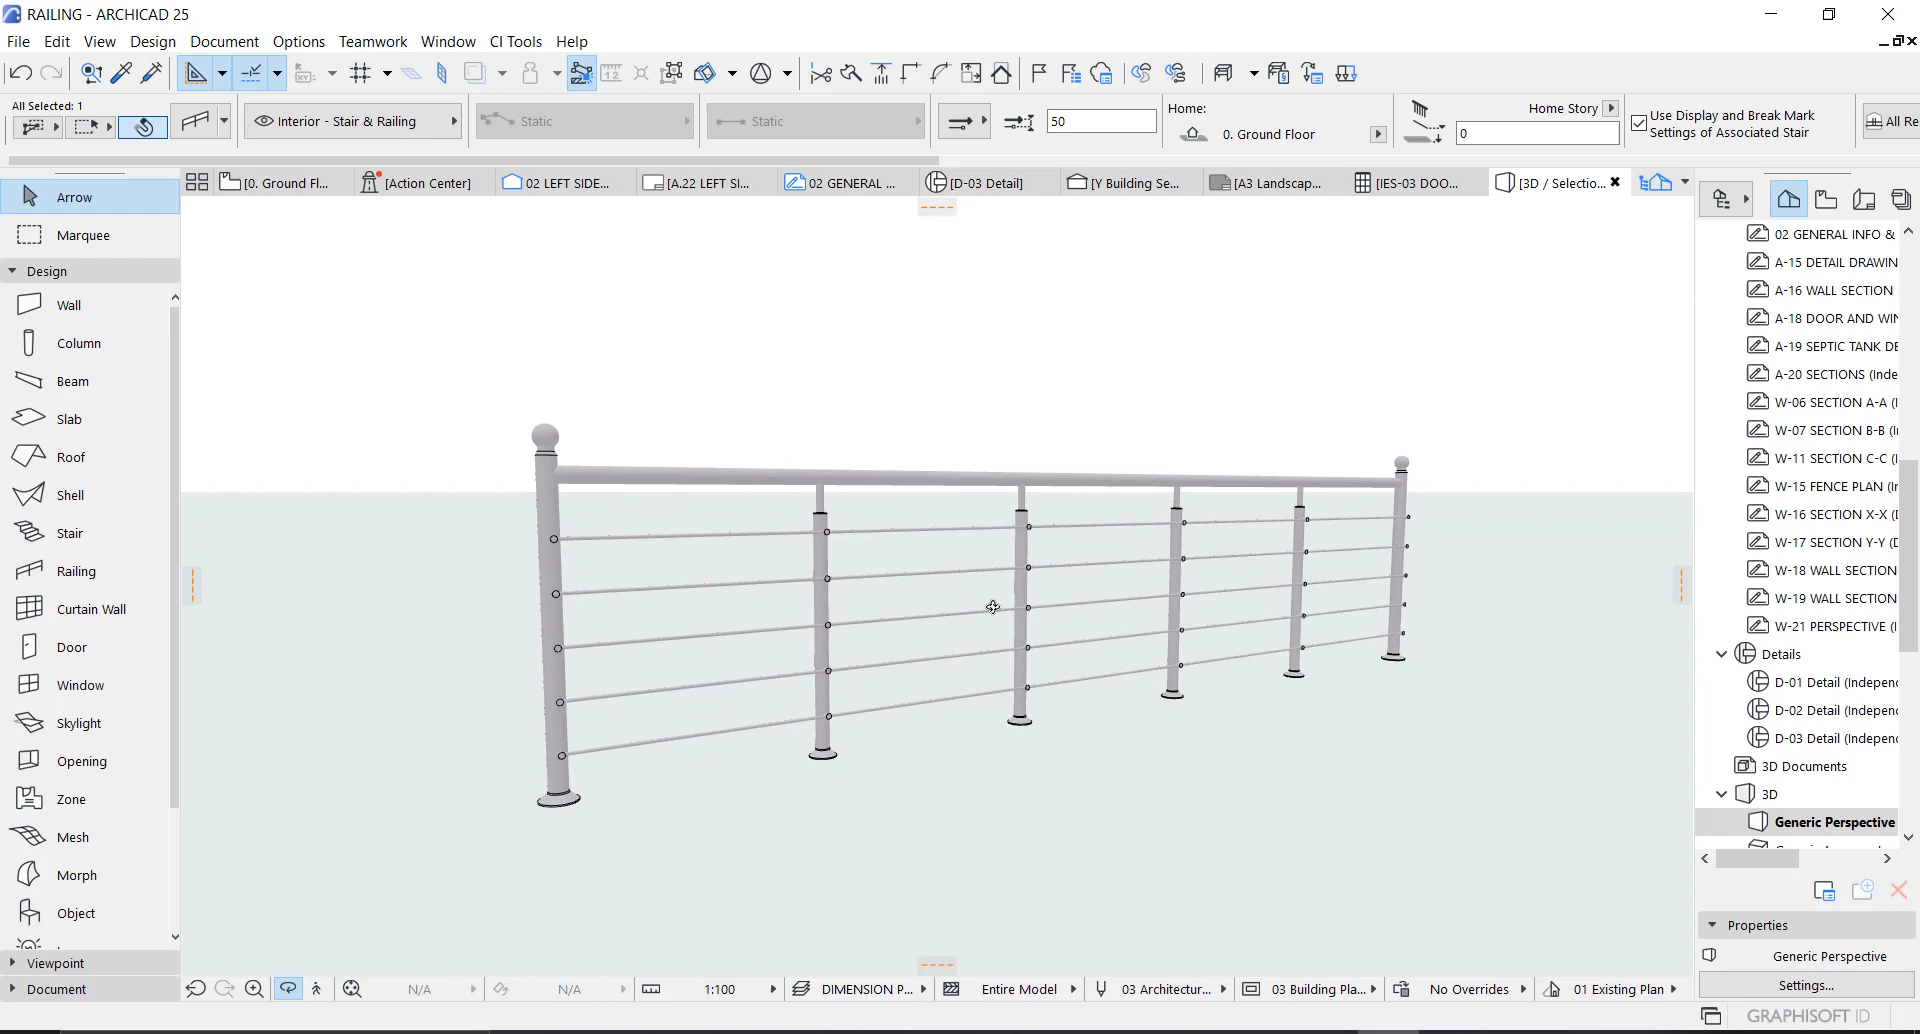 RAILING - ARCHICAD 25
File Edit View Design Document Options Teamwork Window CI Tools Help
All Selected: 1
Interior - Stair & Railing
Static
Static
50
Home:
0. Ground Floor
Home Story
0
Use Display and Break Mark
Settings of Associated Stair
All Re
[0. Ground Fl...
[Action Center]
02 LEFT SIDE...
[A.22 LEFT SI...
02 GENERAL ...
[D-03 Detail]
[Y Building Se...
[A3 Landscap...
[IES-03 DOO...
[3D / Selectio...
Arrow
Marquee
Design
Wall
Column
Beam
Slab
Roof
Shell
Stair
Railing
Curtain Wall
Door
Window
Skylight
Opening
Zone
Mesh
Morph
Object
Viewpoint
Document
02 GENERAL INFO &
A-15 DETAIL DRAWIN
A-16 WALL SECTION
A-18 DOOR AND WIN
A-19 SEPTIC TANK DE
A-20 SECTIONS (Inde
W-06 SECTION A-A (I
W-07 SECTION B-B (I
W-11 SECTION C-C (I
W-15 FENCE PLAN (I
W-16 SECTION X-X (D
W-17 SECTION Y-Y (D
W-18 WALL SECTION
W-19 WALL SECTION
W-21 PERSPECTIVE (I
Details
D-01 Detail (Indepen
D-02 Detail (Indepen
D-03 Detail (Indepen
3D Documents
3D
Generic Perspective
Properties
Generic Perspective
Settings...
N/A
N/A
1:100
DIMENSION P...
Entire Model
03 Architectur...
03 Building Pla...
No Overrides
01 Existing Plan
GRAPHISOFT ID